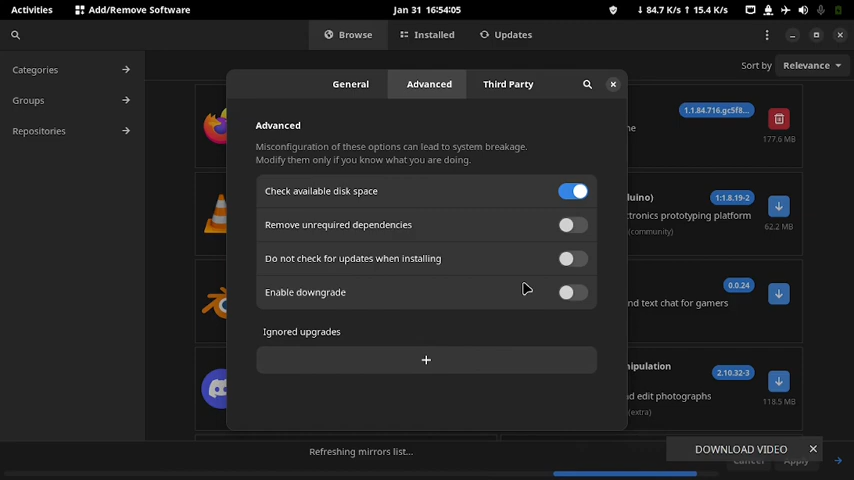 Activities
Add/Remove Software
Jan 31 16:54:05
↓ 84.7 K/s ↑ 15.4 K/s
Browse
Installed
Updates
Categories
Groups
Repositories
Sort by
Relevance
General
Advanced
Third Party
Advanced
Misconfiguration of these options can lead to system breakage.
Modify them only if you know what you are doing.
Check available disk space
Remove unrequired dependencies
Do not check for updates when installing
Enable downgrade
Ignored upgrades
+
1.1.84.716.gc5f8...
177.6 MB
1:1.8.19-2
ctronics prototyping platform
(community)
62.2 MB
0.0.24
nd text chat for gamers
nipulation
2.10.32-3
nd edit photographs
(extra)
118.5 MB
Refreshing mirrors list...
DOWNLOAD VIDEO
Cancel
Apply